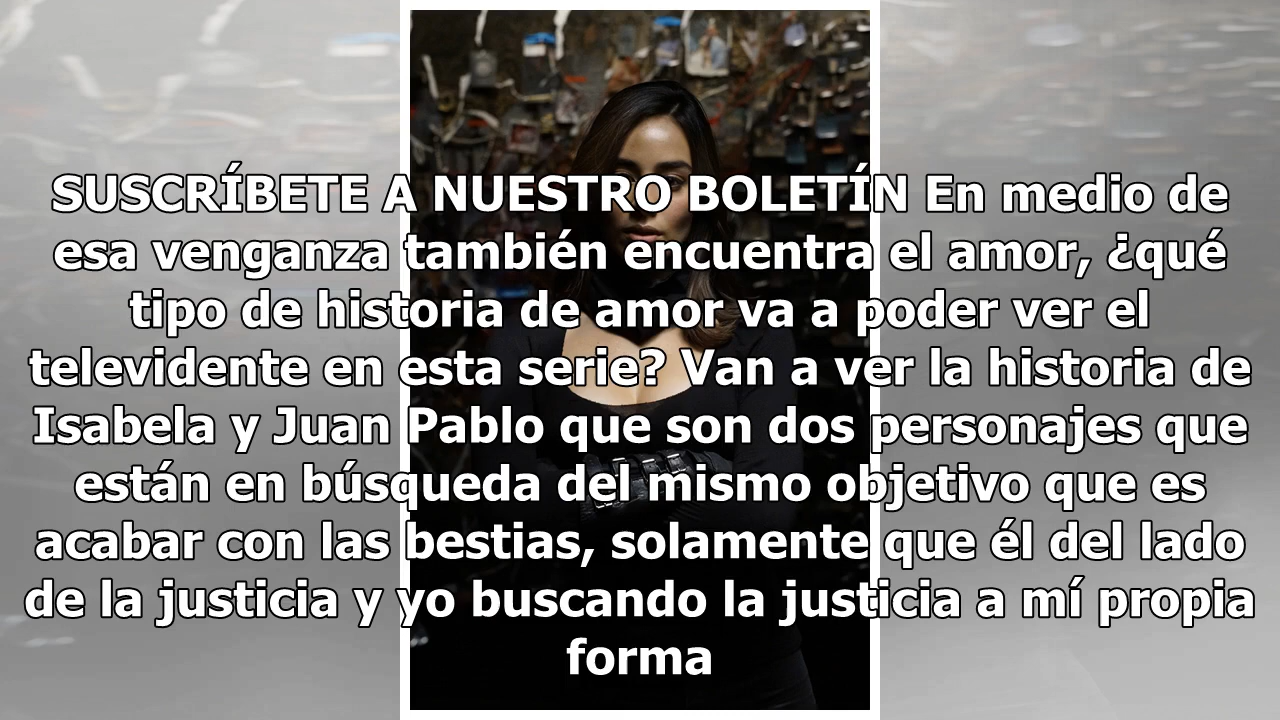 SUSCRÍBETE A NUESTRO BOLETÍN En medio de
esa venganza también encuentra el amor, ¿qué
tipo de historia de amor va a poder ver el
televidente en esta serie? Van a ver la historia de
Isabela y Juan Pablo que son dos personajes que
están en búsqueda del mismo objetivo que es
acabar con las bestias, solamente que él del lado
de la justicia y yo buscando la justicia a mí propia
forma